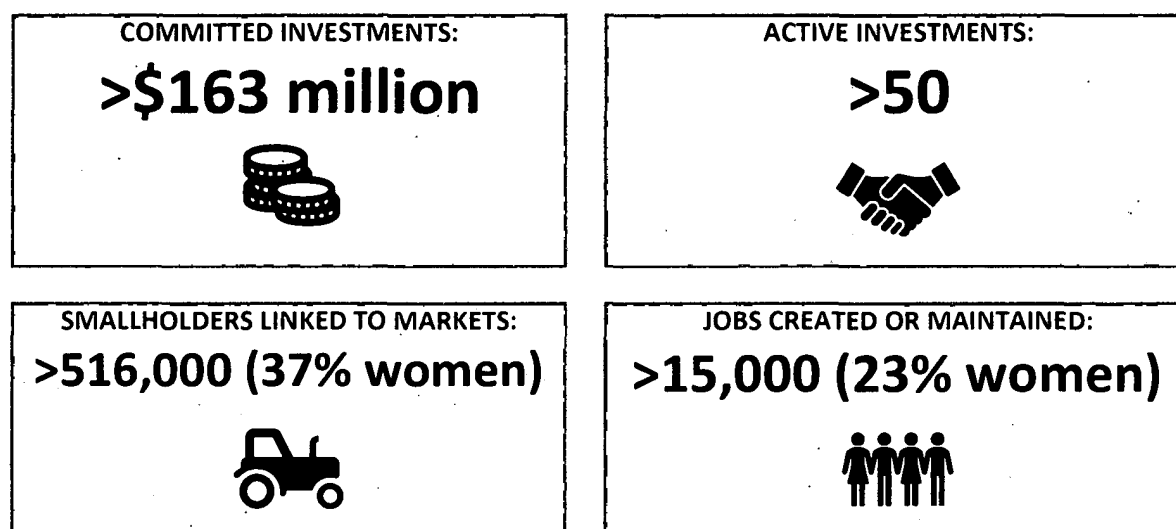 COMMITTED INVESTMENTS:
>$163 million
ACTIVE INVESTMENTS:
>50
SMALLHOLDERS LINKED TO MARKETS:
>516,000 (37% women)
JOBS CREATED OR MAINTAINED:
>15,000 (23% women)